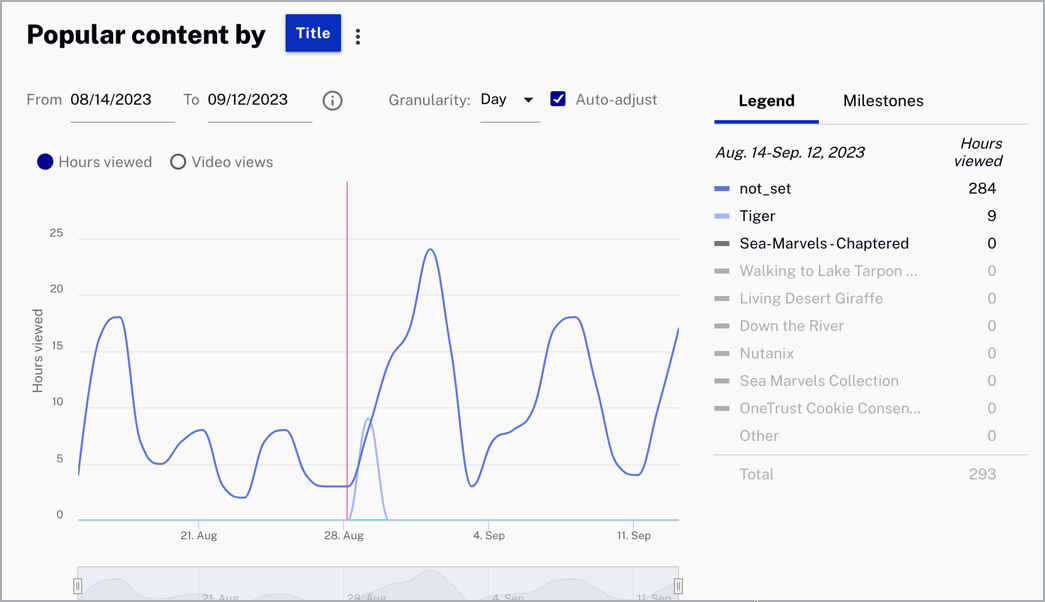 Popular content by Title
From 08/14/2023 To 09/12/2023 Granularity: Day Auto-adjust
Hours viewed Video views
25
20
15
10
5
0
Hours viewed
21. Aug 28. Aug 4. Sep 11. Sep
21. Aug 28. Aug 4. Sep 11. Sep
Legend Milestones
Aug. 14-Sep. 12, 2023 Hours
viewed
not_set 284
Tiger 9
Sea-Marvels-Chaptered 0
Walking to Lake Tarpon ... 0
Living Desert Giraffe 0
Down the River 0
Nutanix 0
Sea Marvels Collection 0
OneTrust Cookie Consen... 0
Other 0
Total 293